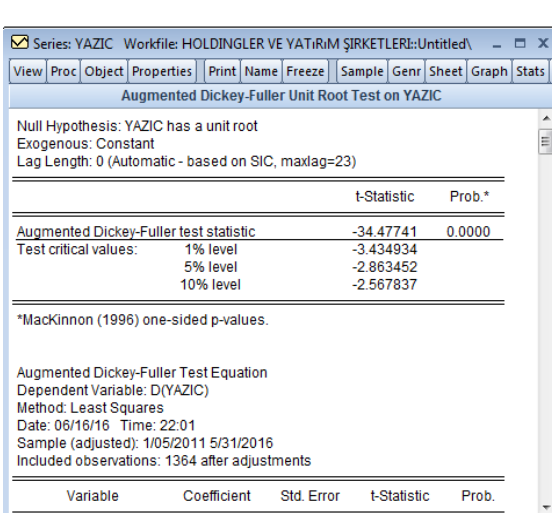 Series: YAZIC Workfile: HOLDINGLER VE YATıRıM ŞIRKETLERI::Untitled\
View Proc Object Properties Print Name Freeze Sample Genr Sheet Graph Stats
Augmented Dickey-Fuller Unit Root Test on YAZIC
Null Hypothesis: YAZIC has a unit root
Exogenous: Constant
Lag Length: 0 (Automatic - based on SIC, maxlag=23)
t-Statistic Prob.*
Augmented Dickey-Fuller test statistic -34.47741 0.0000
Test critical values: 1% level -3.434934
5% level -2.863452
10% level -2.567837
*MacKinnon (1996) one-sided p-values.
Augmented Dickey-Fuller Test Equation
Dependent Variable: D(YAZIC)
Method: Least Squares
Date: 06/16/16 Time: 22:01
Sample (adjusted): 1/05/2011 5/31/2016
Included observations: 1364 after adjustments
Variable Coefficient Std. Error t-Statistic Prob.